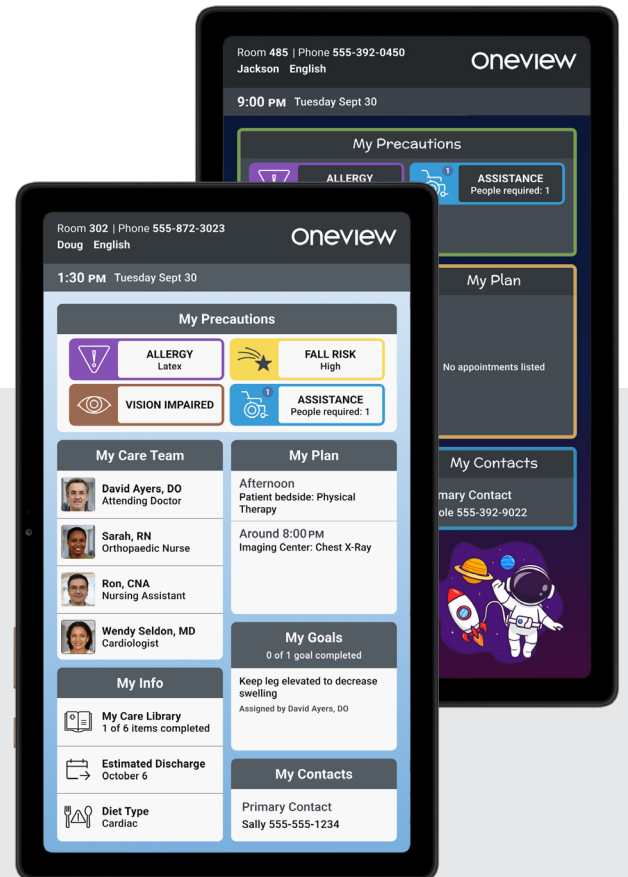 Room 485 | Phone 555-392-0450
Jackson English
oneview
9:00 PM Tuesday Sept 30
My Precautions
ALLERGY
1
ASSISTANCE
People required: 1
My Plan
No appointments listed
My Contacts
555-392-9022
Room 302 | Phone 555-872-3023
Doug English
oneview
1:30 PM Tuesday Sept 30
My Precautions
ALLERGY
Latex
FALL RISK
High
VISION IMPAIRED
1
ASSISTANCE
People required: 1
My Care Team
David Ayers, DO
Attending Doctor
Sarah, RN
Orthopaedic Nurse
Ron, CNA
Nursing Assistant
Wendy Seldon, MD
Cardiologist
My Info
My Care Library
1 of 6 items completed
Estimated Discharge
October 6
Diet Type
Cardiac
My Plan
Afternoon
Patient bedside: Physical
Therapy
Around 8:00 PM
Imaging Center: Chest X-Ray
My Goals
0 of 1 goal completed
Keep leg elevated to decrease
swelling
Assigned by David Ayers, DO
My Contacts
Primary Contact
Sally 555-555-1234